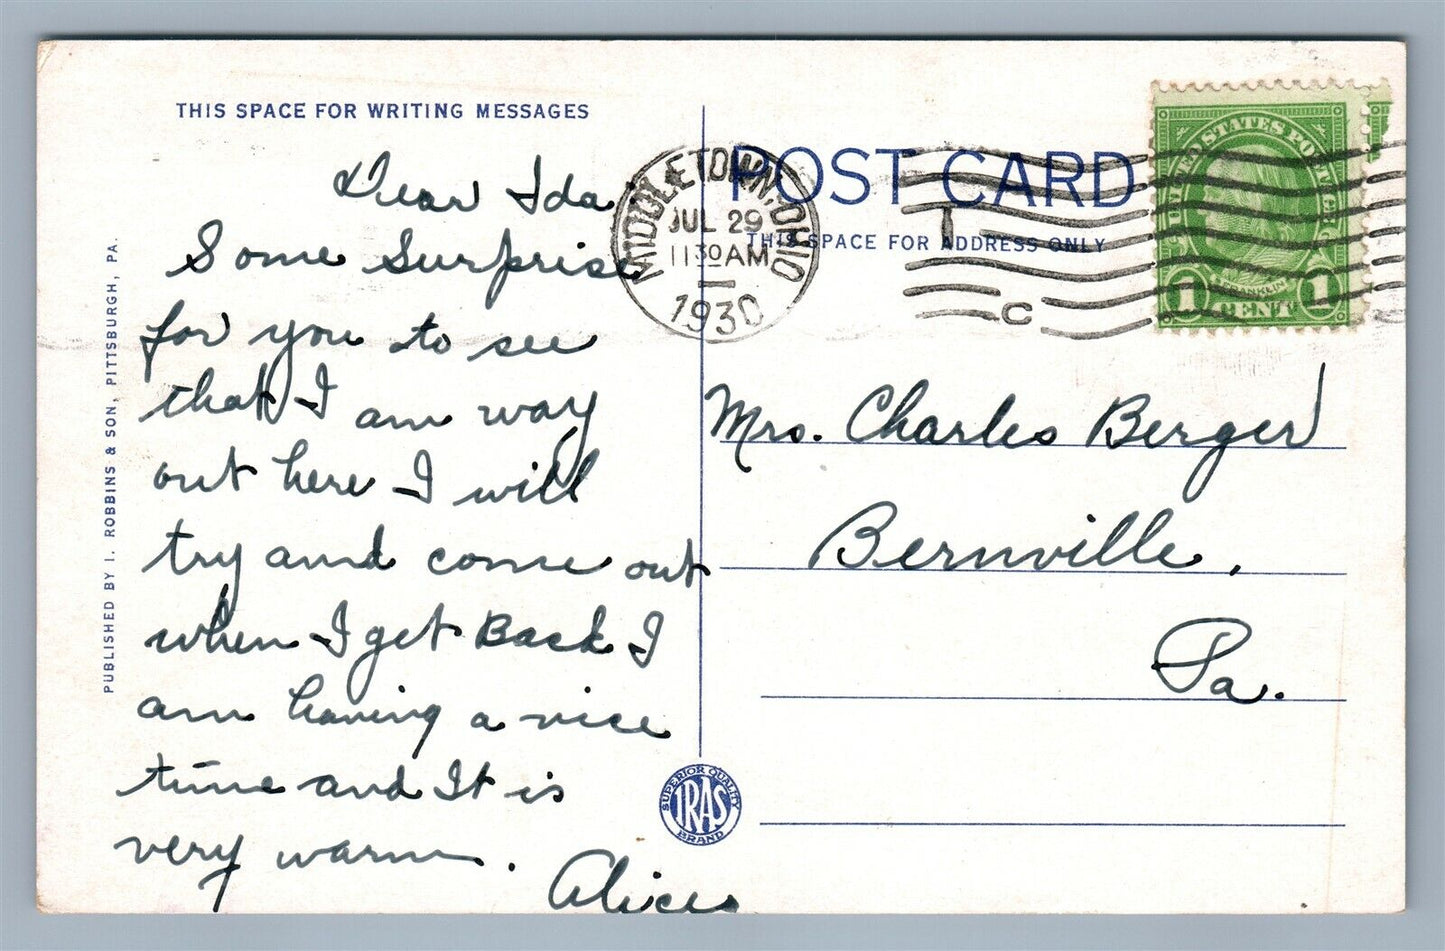 THIS SPACE FOR WRITING MESSAGES
Dear Ida
Some Surprise
for you to see
that I am way
out here I will
try and come out
when I get Back I
am having a nice
time and It is
very warm.
Alice
PUBLISHED BY I. ROBBINS & SON, PITTSBURGH, PA.
POST CARD
THIS SPACE FOR ADDRESS ONLY
MIDDLETOWN, OHIO
JUL 29
11 30 AM
1930
C
UNITED STATES POSTAGE
FRANKLIN
1 CENT 1
Mrs. Charles Berger
Bernville,
Pa.
SUPERIOR QUALITY
IRAS
BRAND